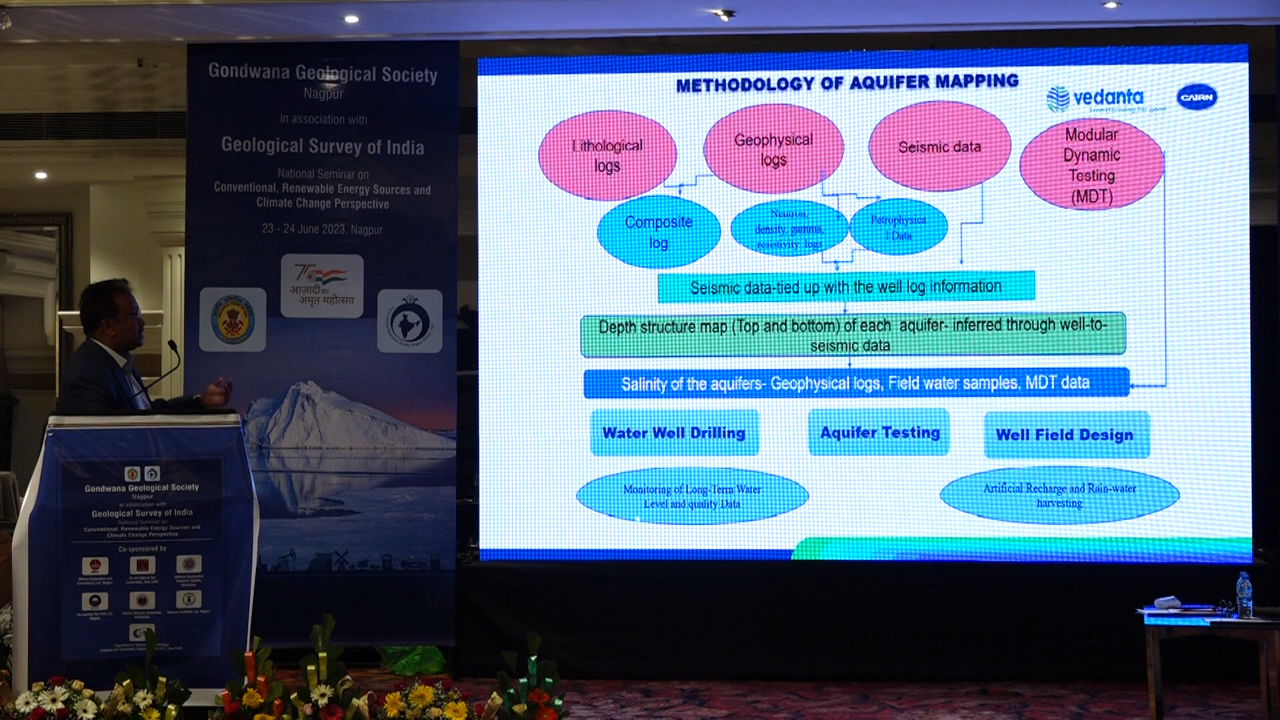 Gondwana Geological Society
Nagpur
in association with
Geological Survey of India
National Seminar on
Conventional, Renewable Energy Sources and
Climate Change Perspective
23 - 24 June 2023, Nagpur
75
आज़ादी का
अमृत महोत्सव
METHODOLOGY OF AQUIFER MAPPING
vedanta
CAIRN
Lithological
logs
Geophysical
logs
Seismic data
Modular
Dynamic
Testing
(MDT)
Composite
log
Neutron,
density, gamma,
resistivity logs
Petrophysica
l Data
Seismic data-tied up with the well log information
Depth structure map (Top and bottom) of each aquifer- inferred through well-to-
seismic data
Salinity of the aquifers- Geophysical logs, Field water samples, MDT data
Water Well Drilling
Aquifer Testing
Well Field Design
Monitoring of Long-Term Water
Level and quality Data
Artificial Recharge and Rain-water
harvesting
Gondwana Geological Society
Nagpur
in association with
Geological Survey of India
National Seminar on
Conventional, Renewable Energy Sources and
Climate Change Perspective
Co-sponsored by